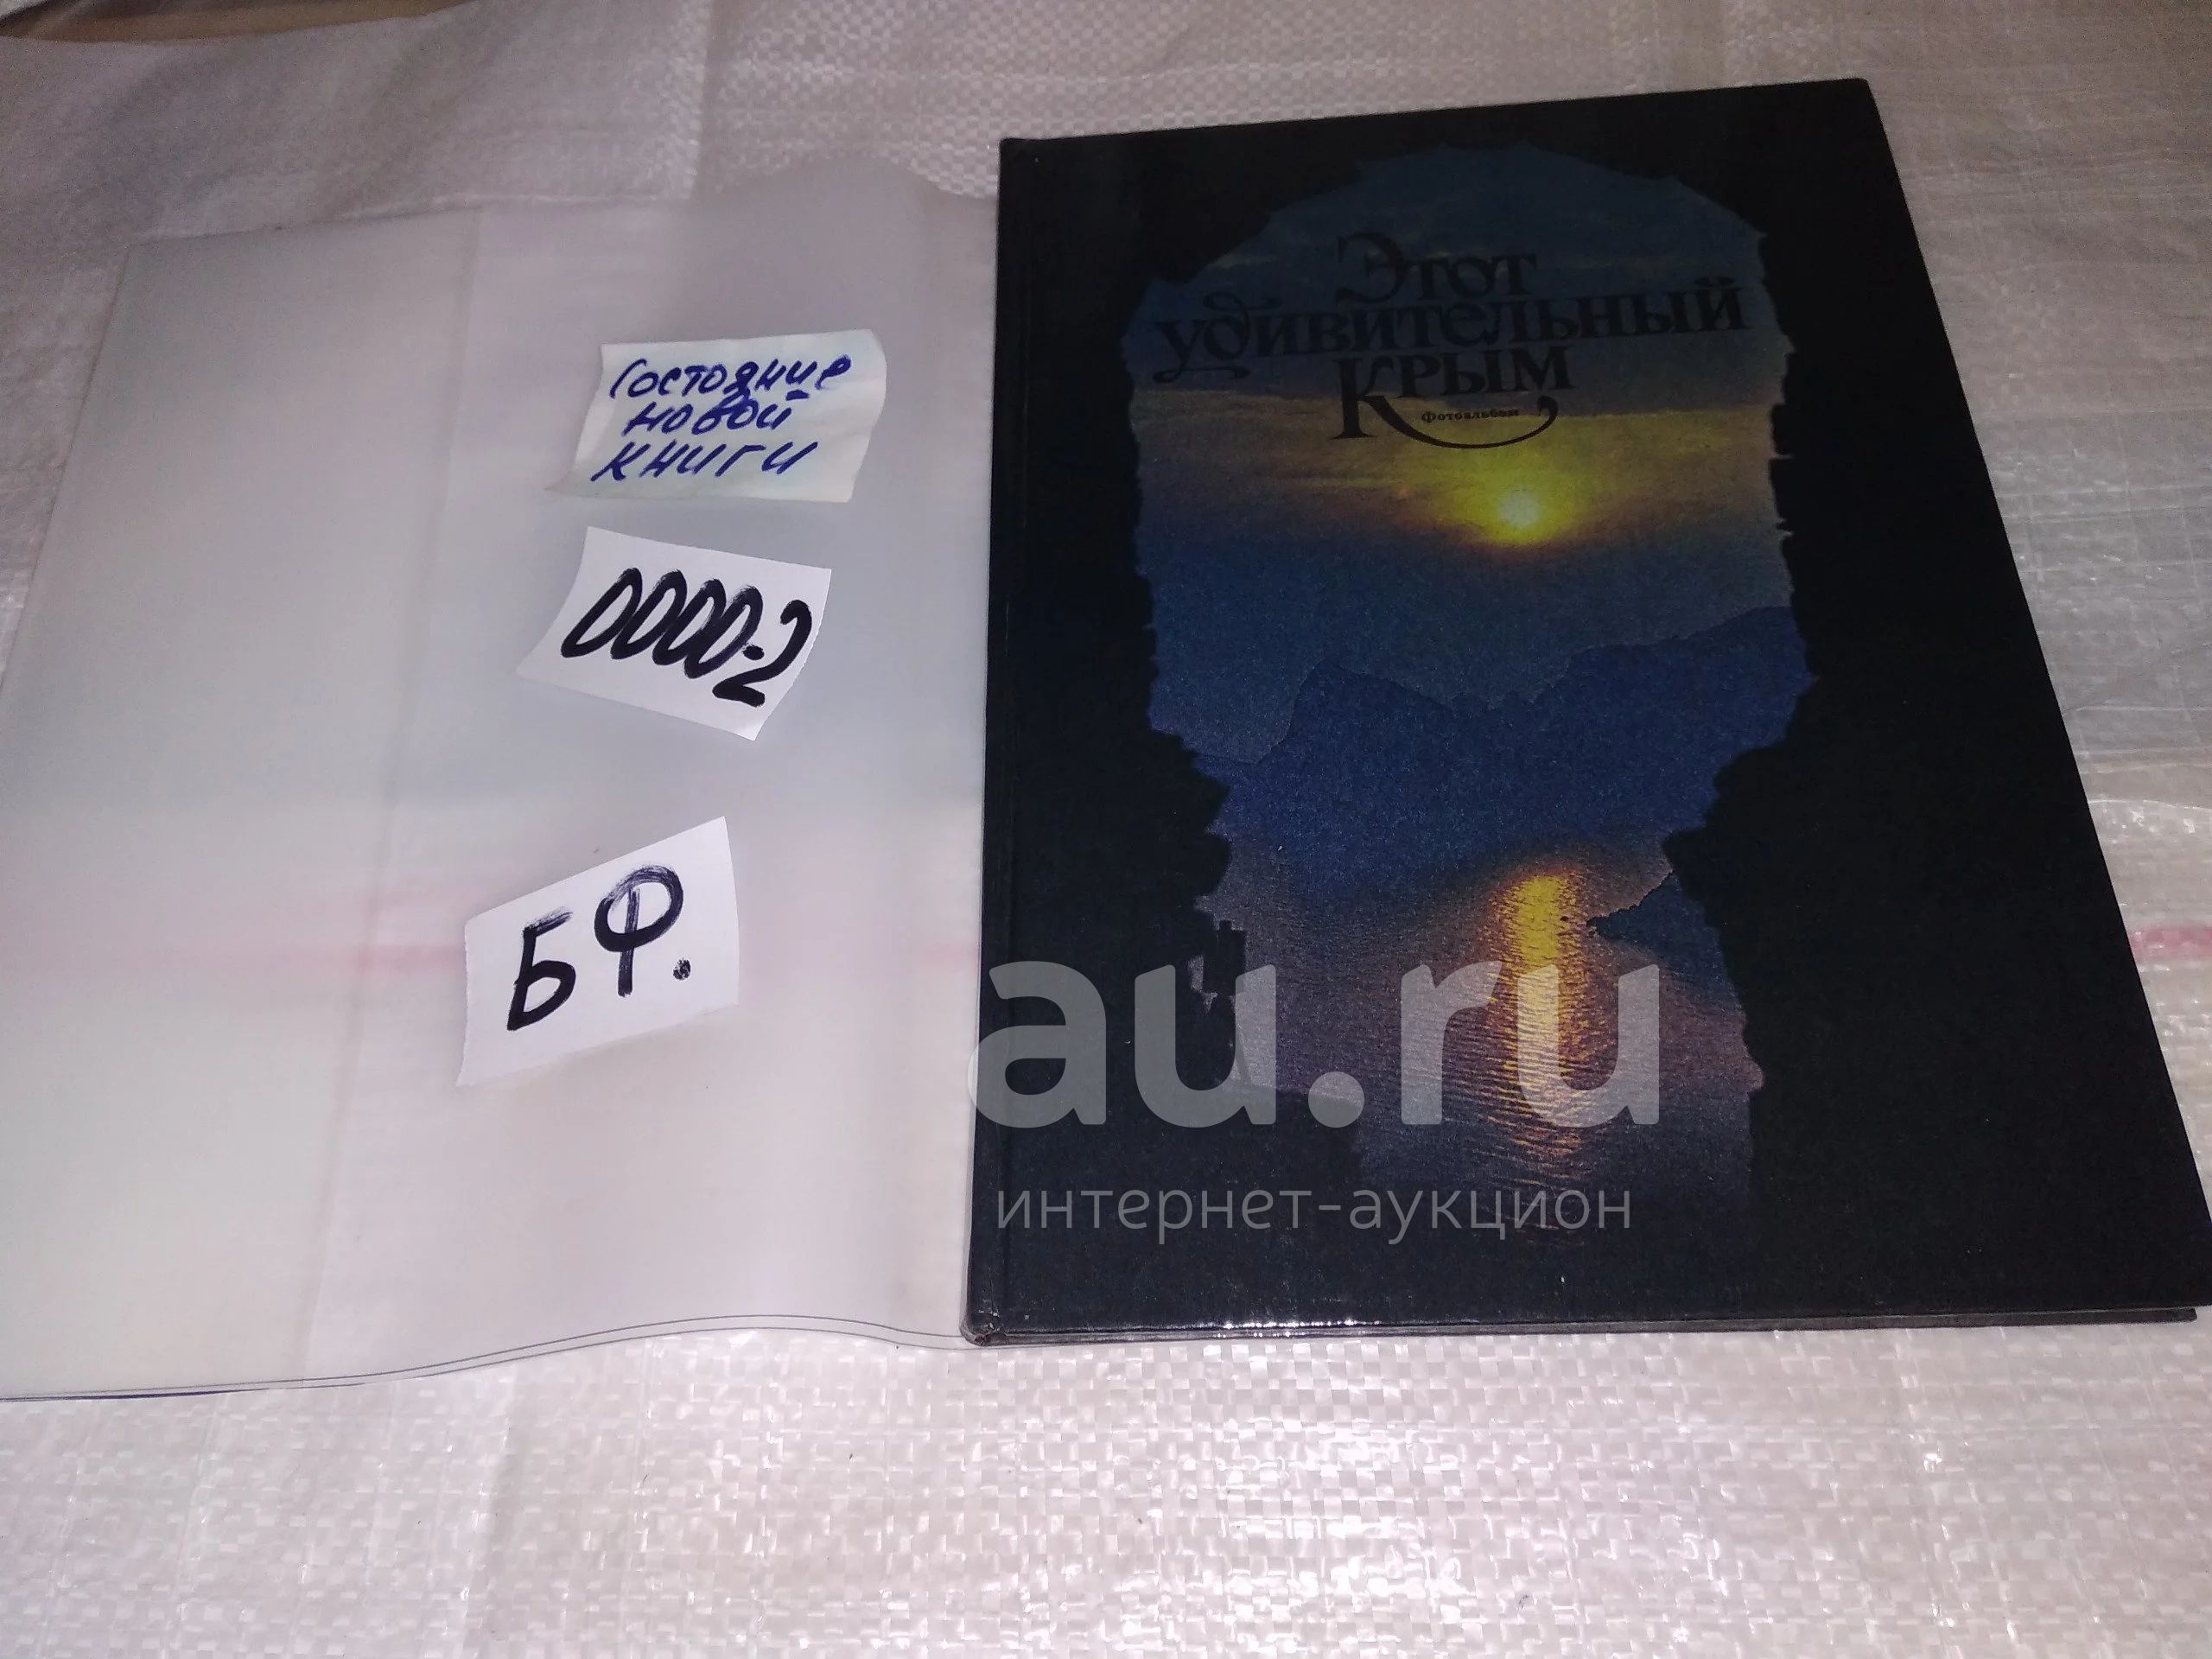 Состояние
новой
книги
0000-2
БФ.
Этот
удивительный
Крым
Фотоальбом
au.ru
интернет-аукцион